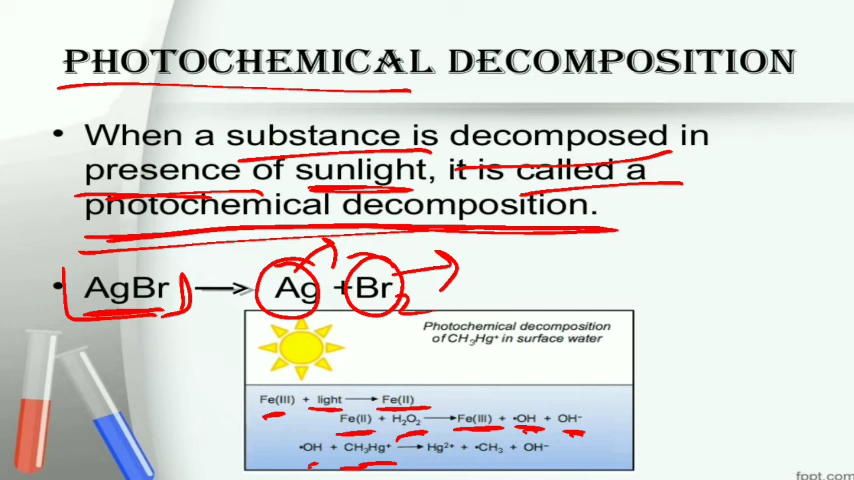 PHOTOCHEMICAL DECOMPOSITION
• When a substance is decomposed in
presence of sunlight, it is called a
photochemical decomposition.
• AgBr → Ag + Br₂
Photochemical decomposition
of CH₃Hg⁺ in surface water
Fe(III) + light → Fe(II)
Fe(II) + H₂O₂ → Fe(III) + •OH + OH⁻
•OH + CH₃Hg⁺ → Hg²⁺ + •CH₃ + OH⁻
fppt.com